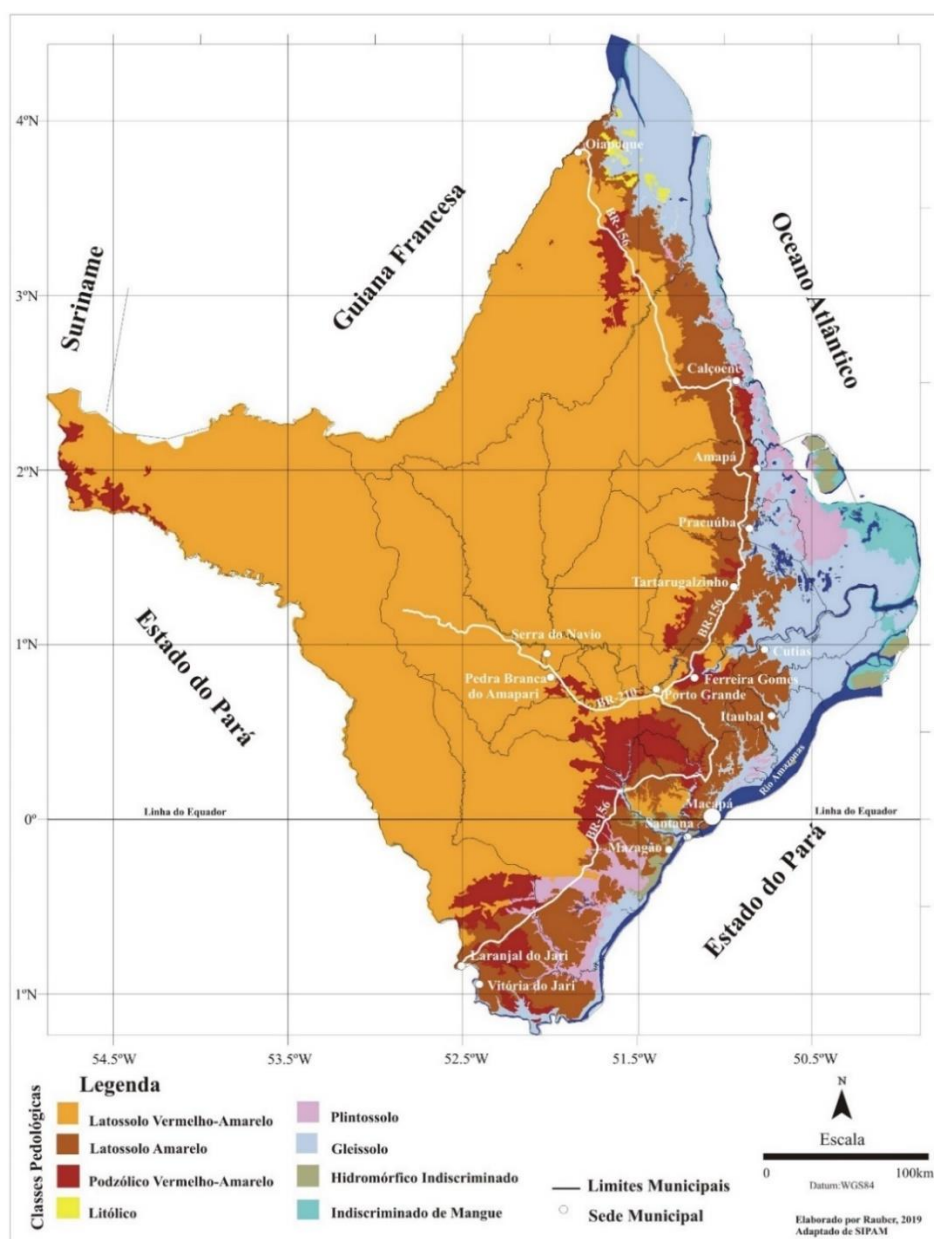 4ºN
3ºN
2ºN
1ºN
0º
1ºN
Suriname
Guiana Francesa
Oceano Atlântico
Estado do Pará
Estado do Pará
Oiapoque
BR-156
Calçoene
Amapá
Pracuúba
Tartarugalzinho
BR-156
Serra do Navio
Cutias
Pedra Branca
do Amapari
Ferreira Gomes
BR-210
Porto Grande
Itaubal
Rio Amazonas
Linha do Equador
Macapá
Linha do Equador
BR-156
Santana
Mazagão
Laranjal do Jari
Vitória do Jari
54.5ºW
53.5ºW
52.5ºW
51.5ºW
50.5ºW
Classes Pedológicas
Legenda
Latossolo Vermelho-Amarelo
Latossolo Amarelo
Podzólico Vermelho-Amarelo
Litólico
Plintossolo
Gleissolo
Hidromórfico Indiscriminado
Indiscriminado de Mangue
Limites Municipais
Sede Municipal
N
Escala
0 100km
Datum:WGS84
Elaborado por Rauber, 2019
Adaptado de SIPAM